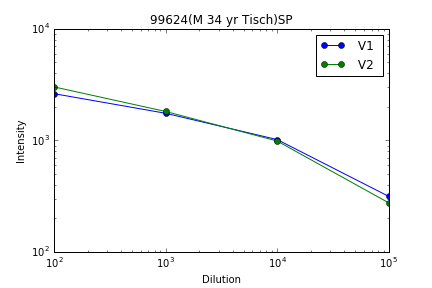 99624(M 34 yr Tisch)SP
V1
V2
Intensity
10^4
10^3
10^2
10^2 10^3 10^4 10^5
Dilution